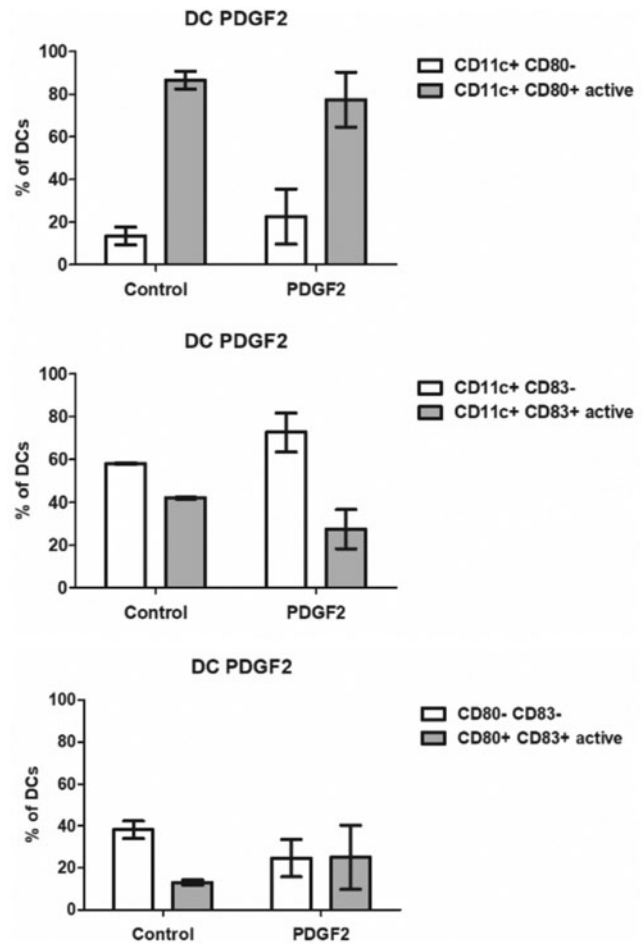 DC PDGF2
100
80
60
40
20
0
% of DCs
Control
PDGF2
CD11c+ CD80-
CD11c+ CD80+ active
DC PDGF2
100
80
60
40
20
0
% of DCs
Control
PDGF2
CD11c+ CD83-
CD11c+ CD83+ active
DC PDGF2
100
80
60
40
20
0
% of DCs
Control
PDGF2
CD80- CD83-
CD80+ CD83+ active